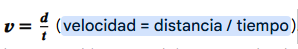 v = d/t (velocidad = distancia / tiempo)